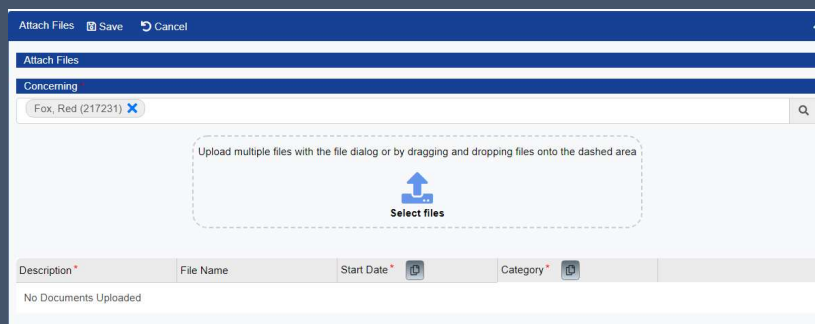 Attach Files Save Cancel
Attach Files
Concerning
Fox, Red (217231)
Upload multiple files with the file dialog or by dragging and dropping files onto the dashed area
Select files
Description* File Name Start Date* Category*
No Documents Uploaded